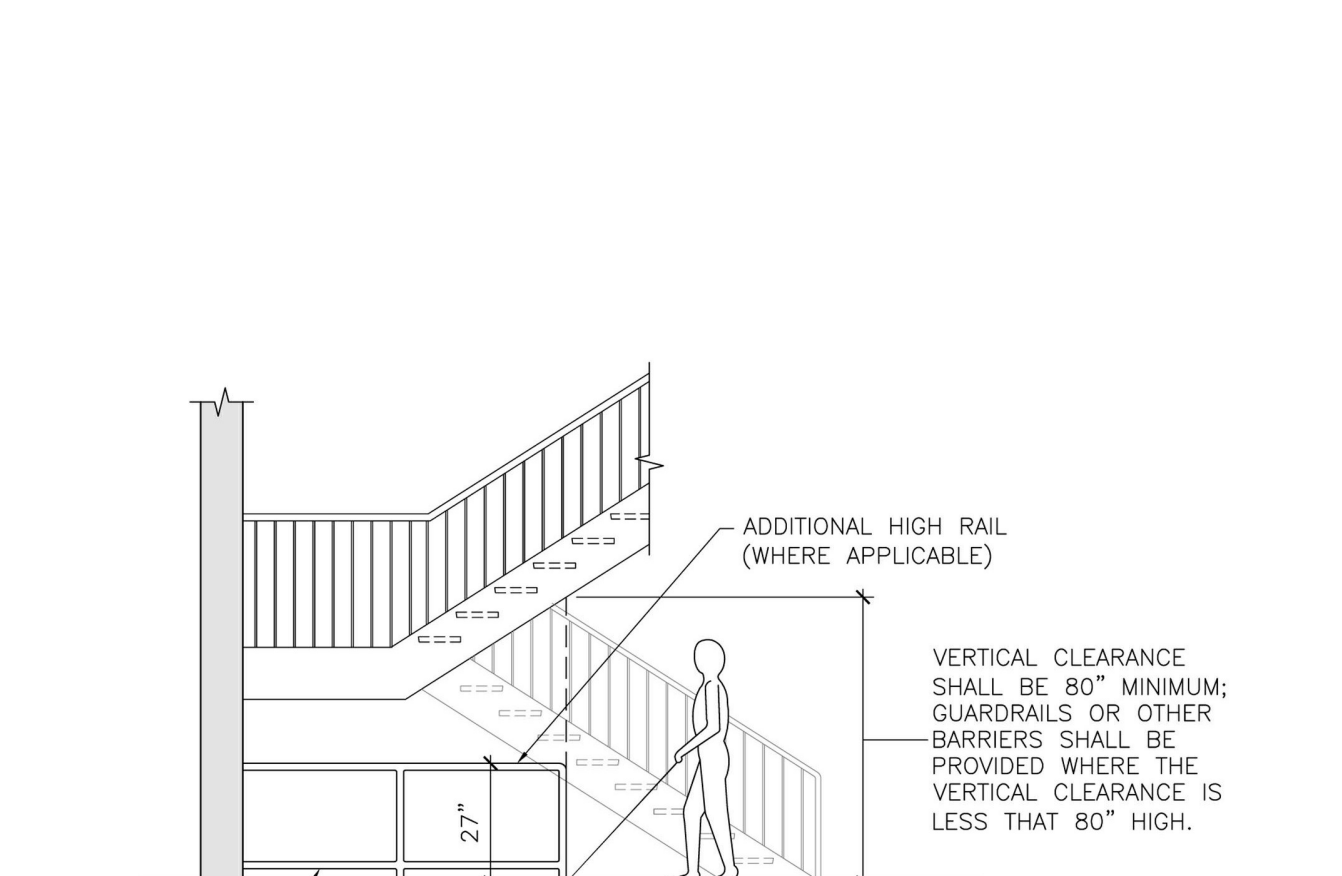 ADDITIONAL HIGH RAIL
(WHERE APPLICABLE)
VERTICAL CLEARANCE
SHALL BE 80” MINIMUM;
GUARDRAILS OR OTHER
BARRIERS SHALL BE
PROVIDED WHERE THE
VERTICAL CLEARANCE IS
LESS THAT 80” HIGH.
27”